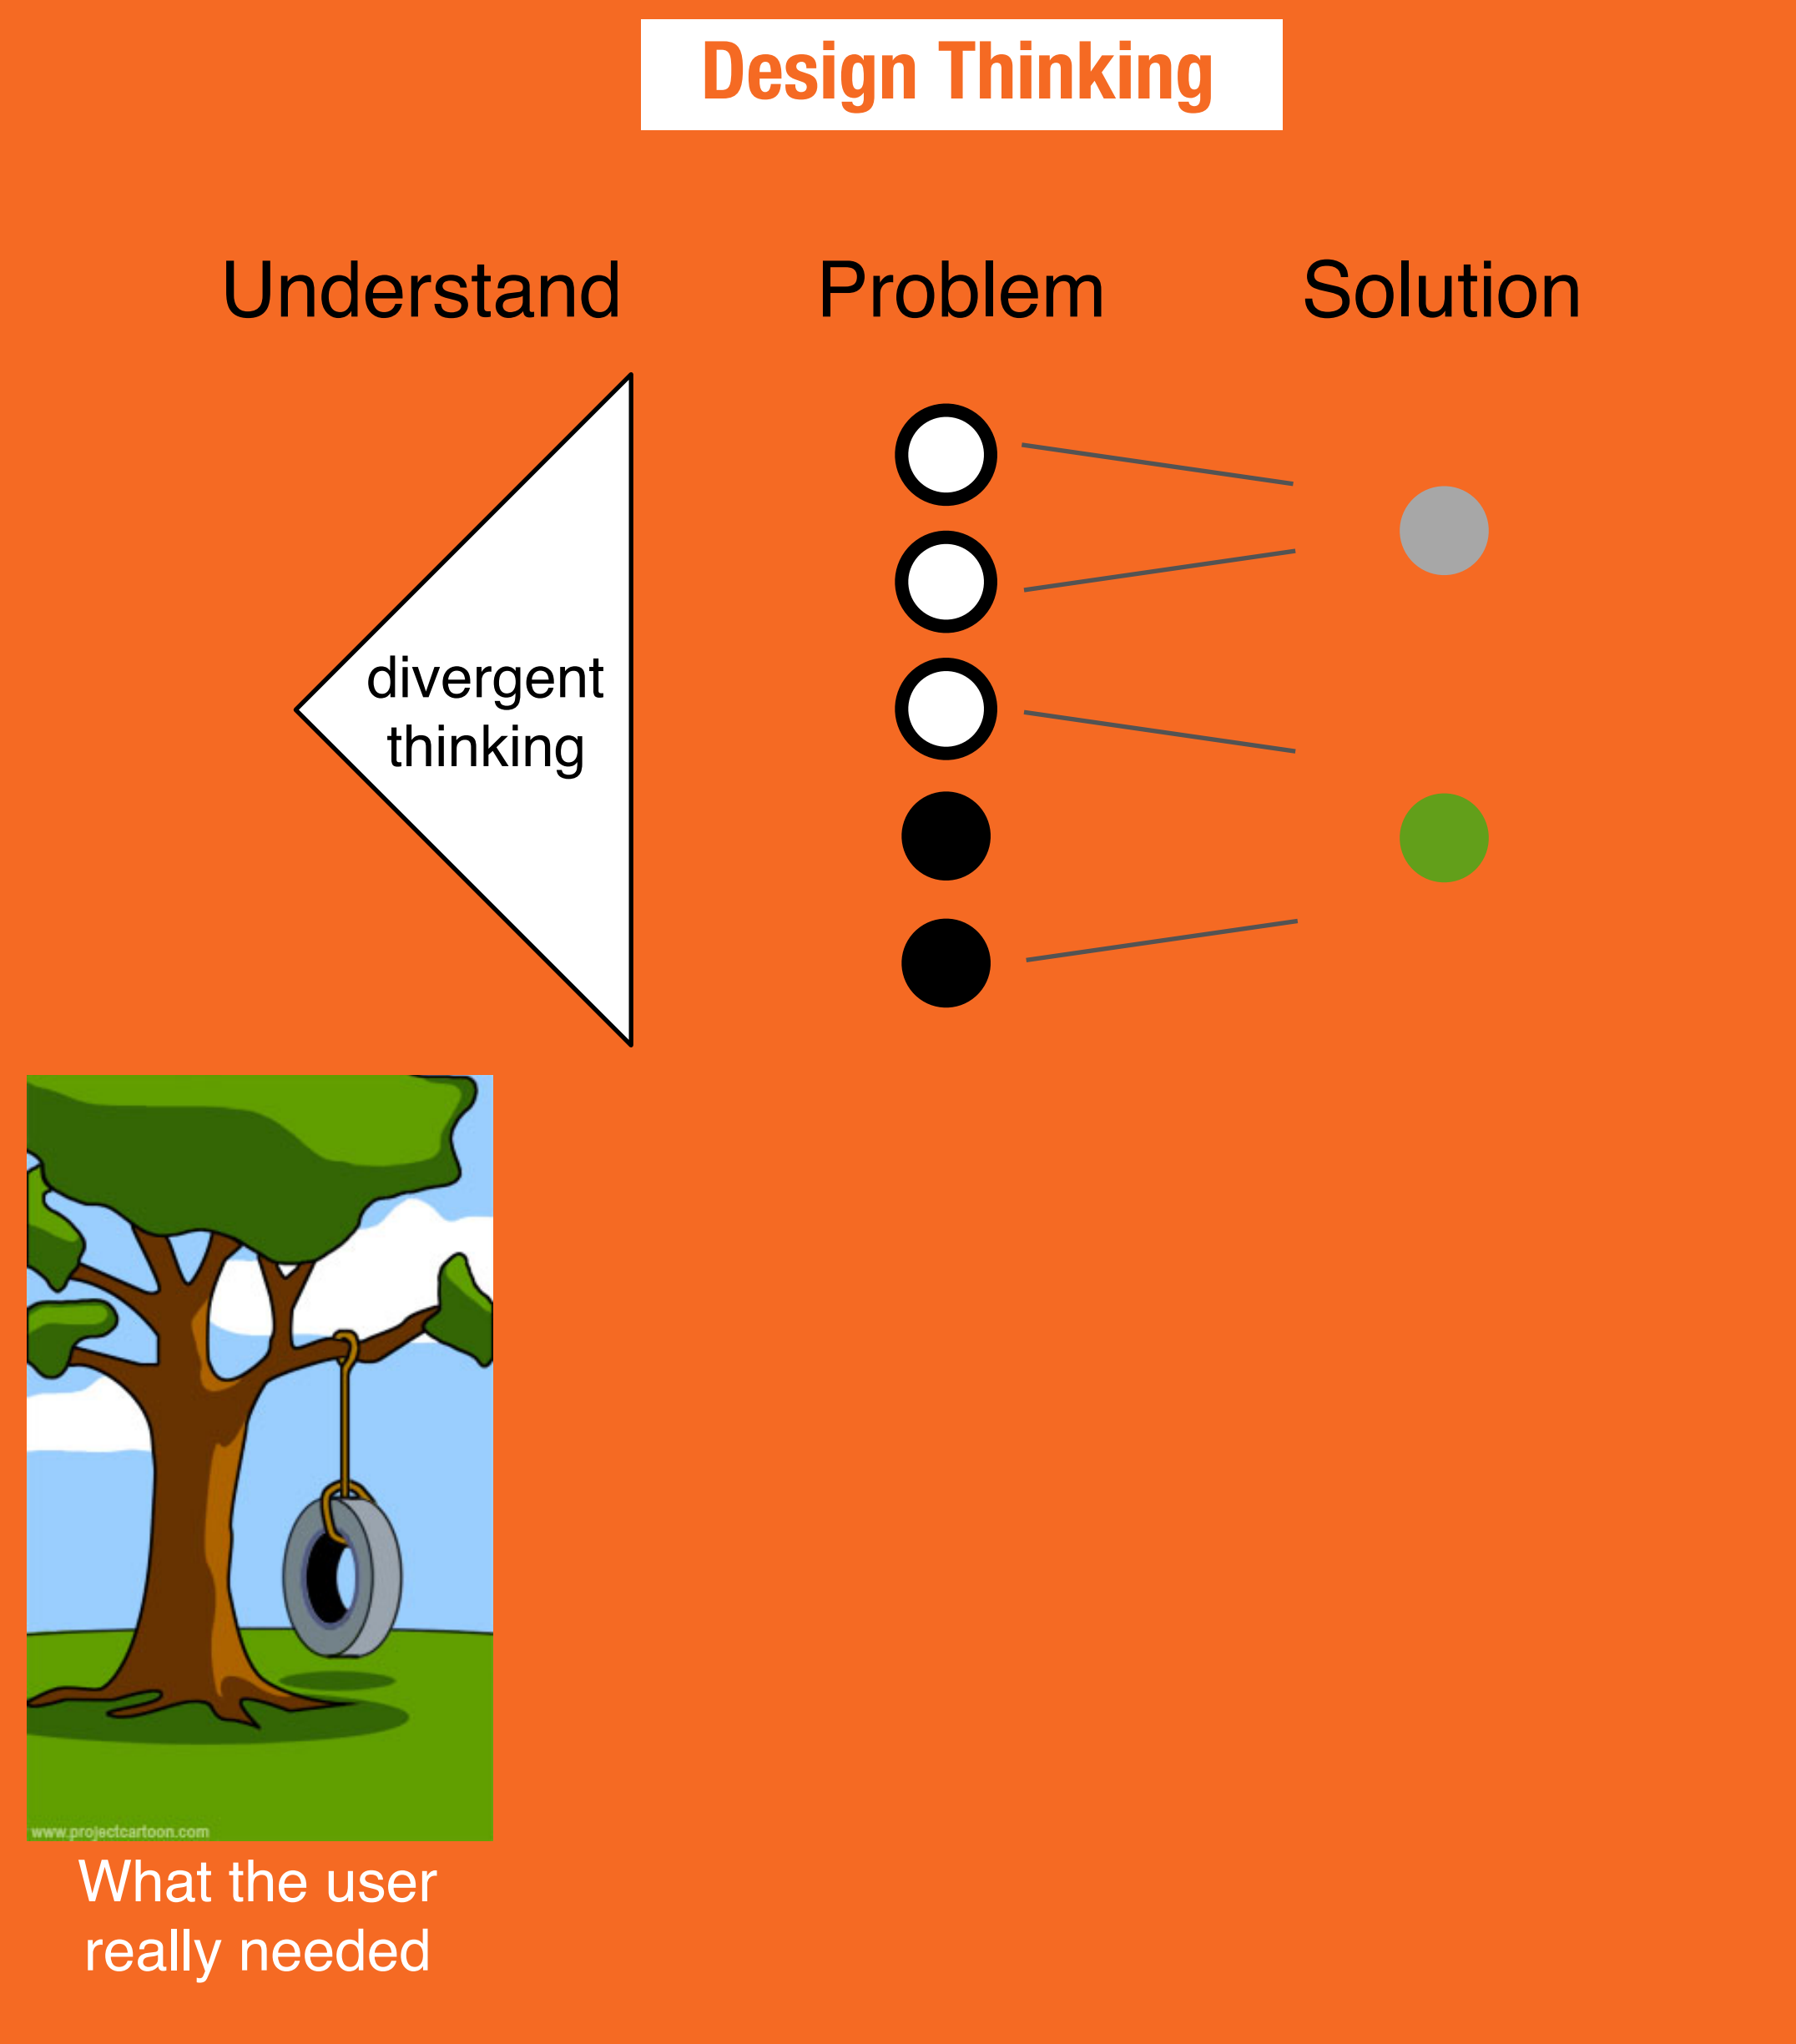 Design Thinking
Understand
Problem
Solution
divergent
thinking
www.projectcartoon.com
What the user
really needed